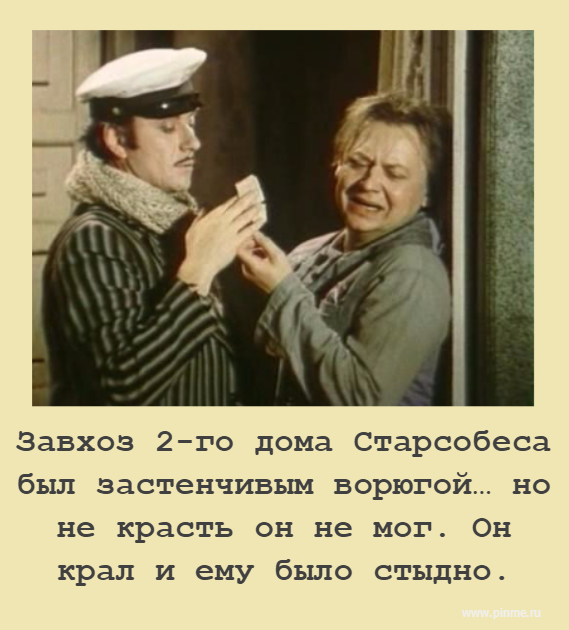 Завхоз 2-го дома Старсобеса
был застенчивым ворюгой… но
не красть он не мог. Он
крал и ему было стыдно.
www.pinme.ru